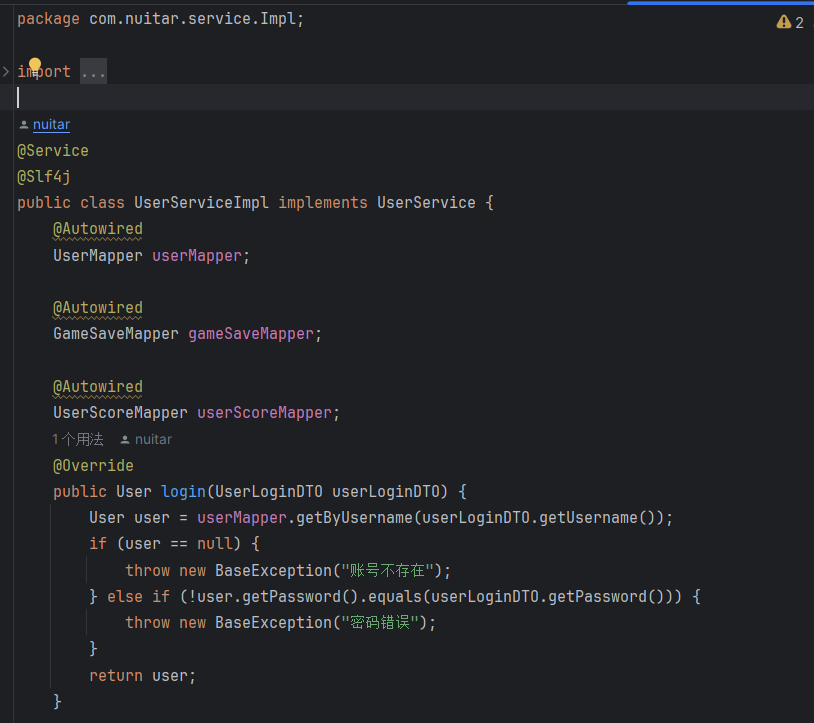 package com.nuitar.service.Impl;
2
import ...
nuitar
@Service
@Slf4j
public class UserServiceImpl implements UserService {
@Autowired
UserMapper userMapper;
@Autowired
GameSaveMapper gameSaveMapper;
@Autowired
UserScoreMapper userScoreMapper;
1 个用法 nuitar
@Override
public User login(UserLoginDTO userLoginDTO) {
User user = userMapper.getByUsername(userLoginDTO.getUsername());
if (user == null) {
throw new BaseException("账号不存在");
} else if (!user.getPassword().equals(userLoginDTO.getPassword())) {
throw new BaseException("密码错误");
}
return user;
}